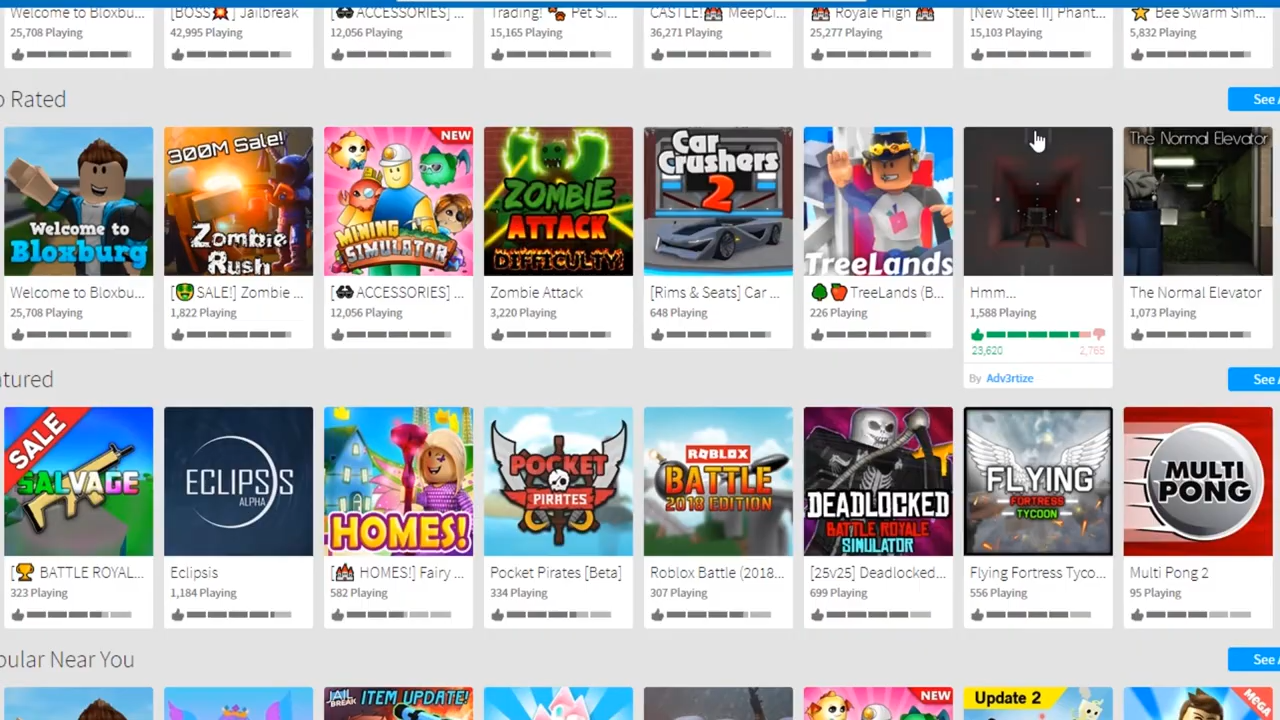 Welcome to Bloxbu...
[BOSS💥] Jailbreak
[🕶ACCESSORIES] ...
Trading! 🐾 Pet Si...
CASTLE!🏰 MeepCi...
🏰 Royale High 🏰
[New Steel II] Phant...
⭐ Bee Swarm Sim...
25,708 Playing
42,995 Playing
12,056 Playing
15,165 Playing
36,271 Playing
25,277 Playing
15,103 Playing
5,832 Playing
Rated
See
Welcome to
Bloxburg
300M Sale!
Zombie
Rush
NEW
MINING
SIMULATOR
ZOMBIE
ATTACK
DIFFICULTY!
Car
Crushers
2
TreeLands
The Normal Elevator
Welcome to Bloxbu...
[🤑SALE!] Zombie ...
[🕶ACCESSORIES] ...
Zombie Attack
[Rims & Seats] Car ...
🌳🍎 TreeLands (B...
Hmm...
The Normal Elevator
25,708 Playing
1,822 Playing
12,056 Playing
3,220 Playing
648 Playing
226 Playing
1,588 Playing
1,073 Playing
23,620
2,765
By Adv3rtize
atured
See
SALE
SALVAGE
ECLIPSIS
ALPHA
HOMES!
POCKET
PIRATES
ROBLOX
BATTLE
2018 EDITION
DEADLOCKED
BATTLE ROYALE
SIMULATOR
FLYING
FORTRESS
TYCOON
MULTI
PONG
[🏆 BATTLE ROYAL...
Eclipsis
[🏰 HOMES!] Fairy ...
Pocket Pirates [Beta]
Roblox Battle (2018...
[25v25] Deadlocked...
Flying Fortress Tyco...
Multi Pong 2
323 Playing
1,184 Playing
582 Playing
334 Playing
307 Playing
699 Playing
556 Playing
95 Playing
pular Near You
See
JAIL
BREAK
ITEM UPDATE!
NEW
Update 2
MEGA